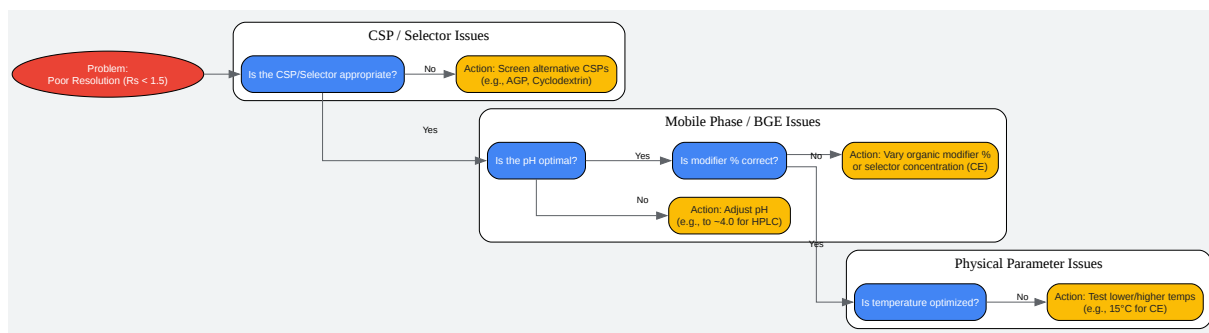 CSP / Selector Issues
Problem:
Poor Resolution (Rs < 1.5)
Is the CSP/Selector appropriate?
No
Action: Screen alternative CSPs
(e.g., AGP, Cyclodextrin)
Yes
Mobile Phase / BGE Issues
Is the pH optimal?
Yes
Is modifier % correct?
No
Action: Vary organic modifier %
or selector concentration (CE)
No
Action: Adjust pH
(e.g., to ~4.0 for HPLC)
Yes
Physical Parameter Issues
Is temperature optimized?
No
Action: Test lower/higher temps
(e.g., 15°C for CE)